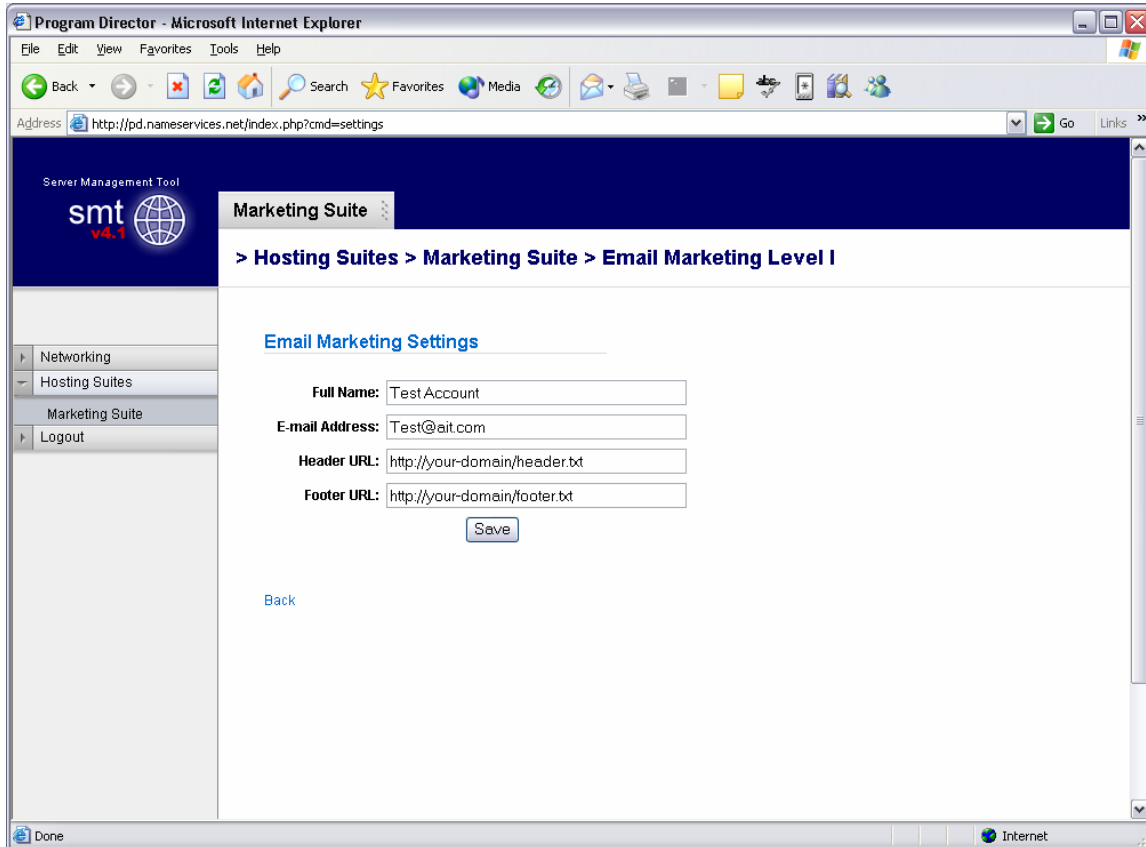 Program Director - Microsoft Internet Explorer
File Edit View Favorites Tools Help
Back Search Favorites Media
Address http://pd.nameservices.net/index.php?cmd=settings Go Links »
Server Management Tool
smt
v4.1
Marketing Suite
> Hosting Suites > Marketing Suite > Email Marketing Level I
Networking
Hosting Suites
Marketing Suite
Logout
Email Marketing Settings
Full Name: Test Account
E-mail Address: Test@ait.com
Header URL: http://your-domain/header.txt
Footer URL: http://your-domain/footer.txt
Save
Back
Done Internet